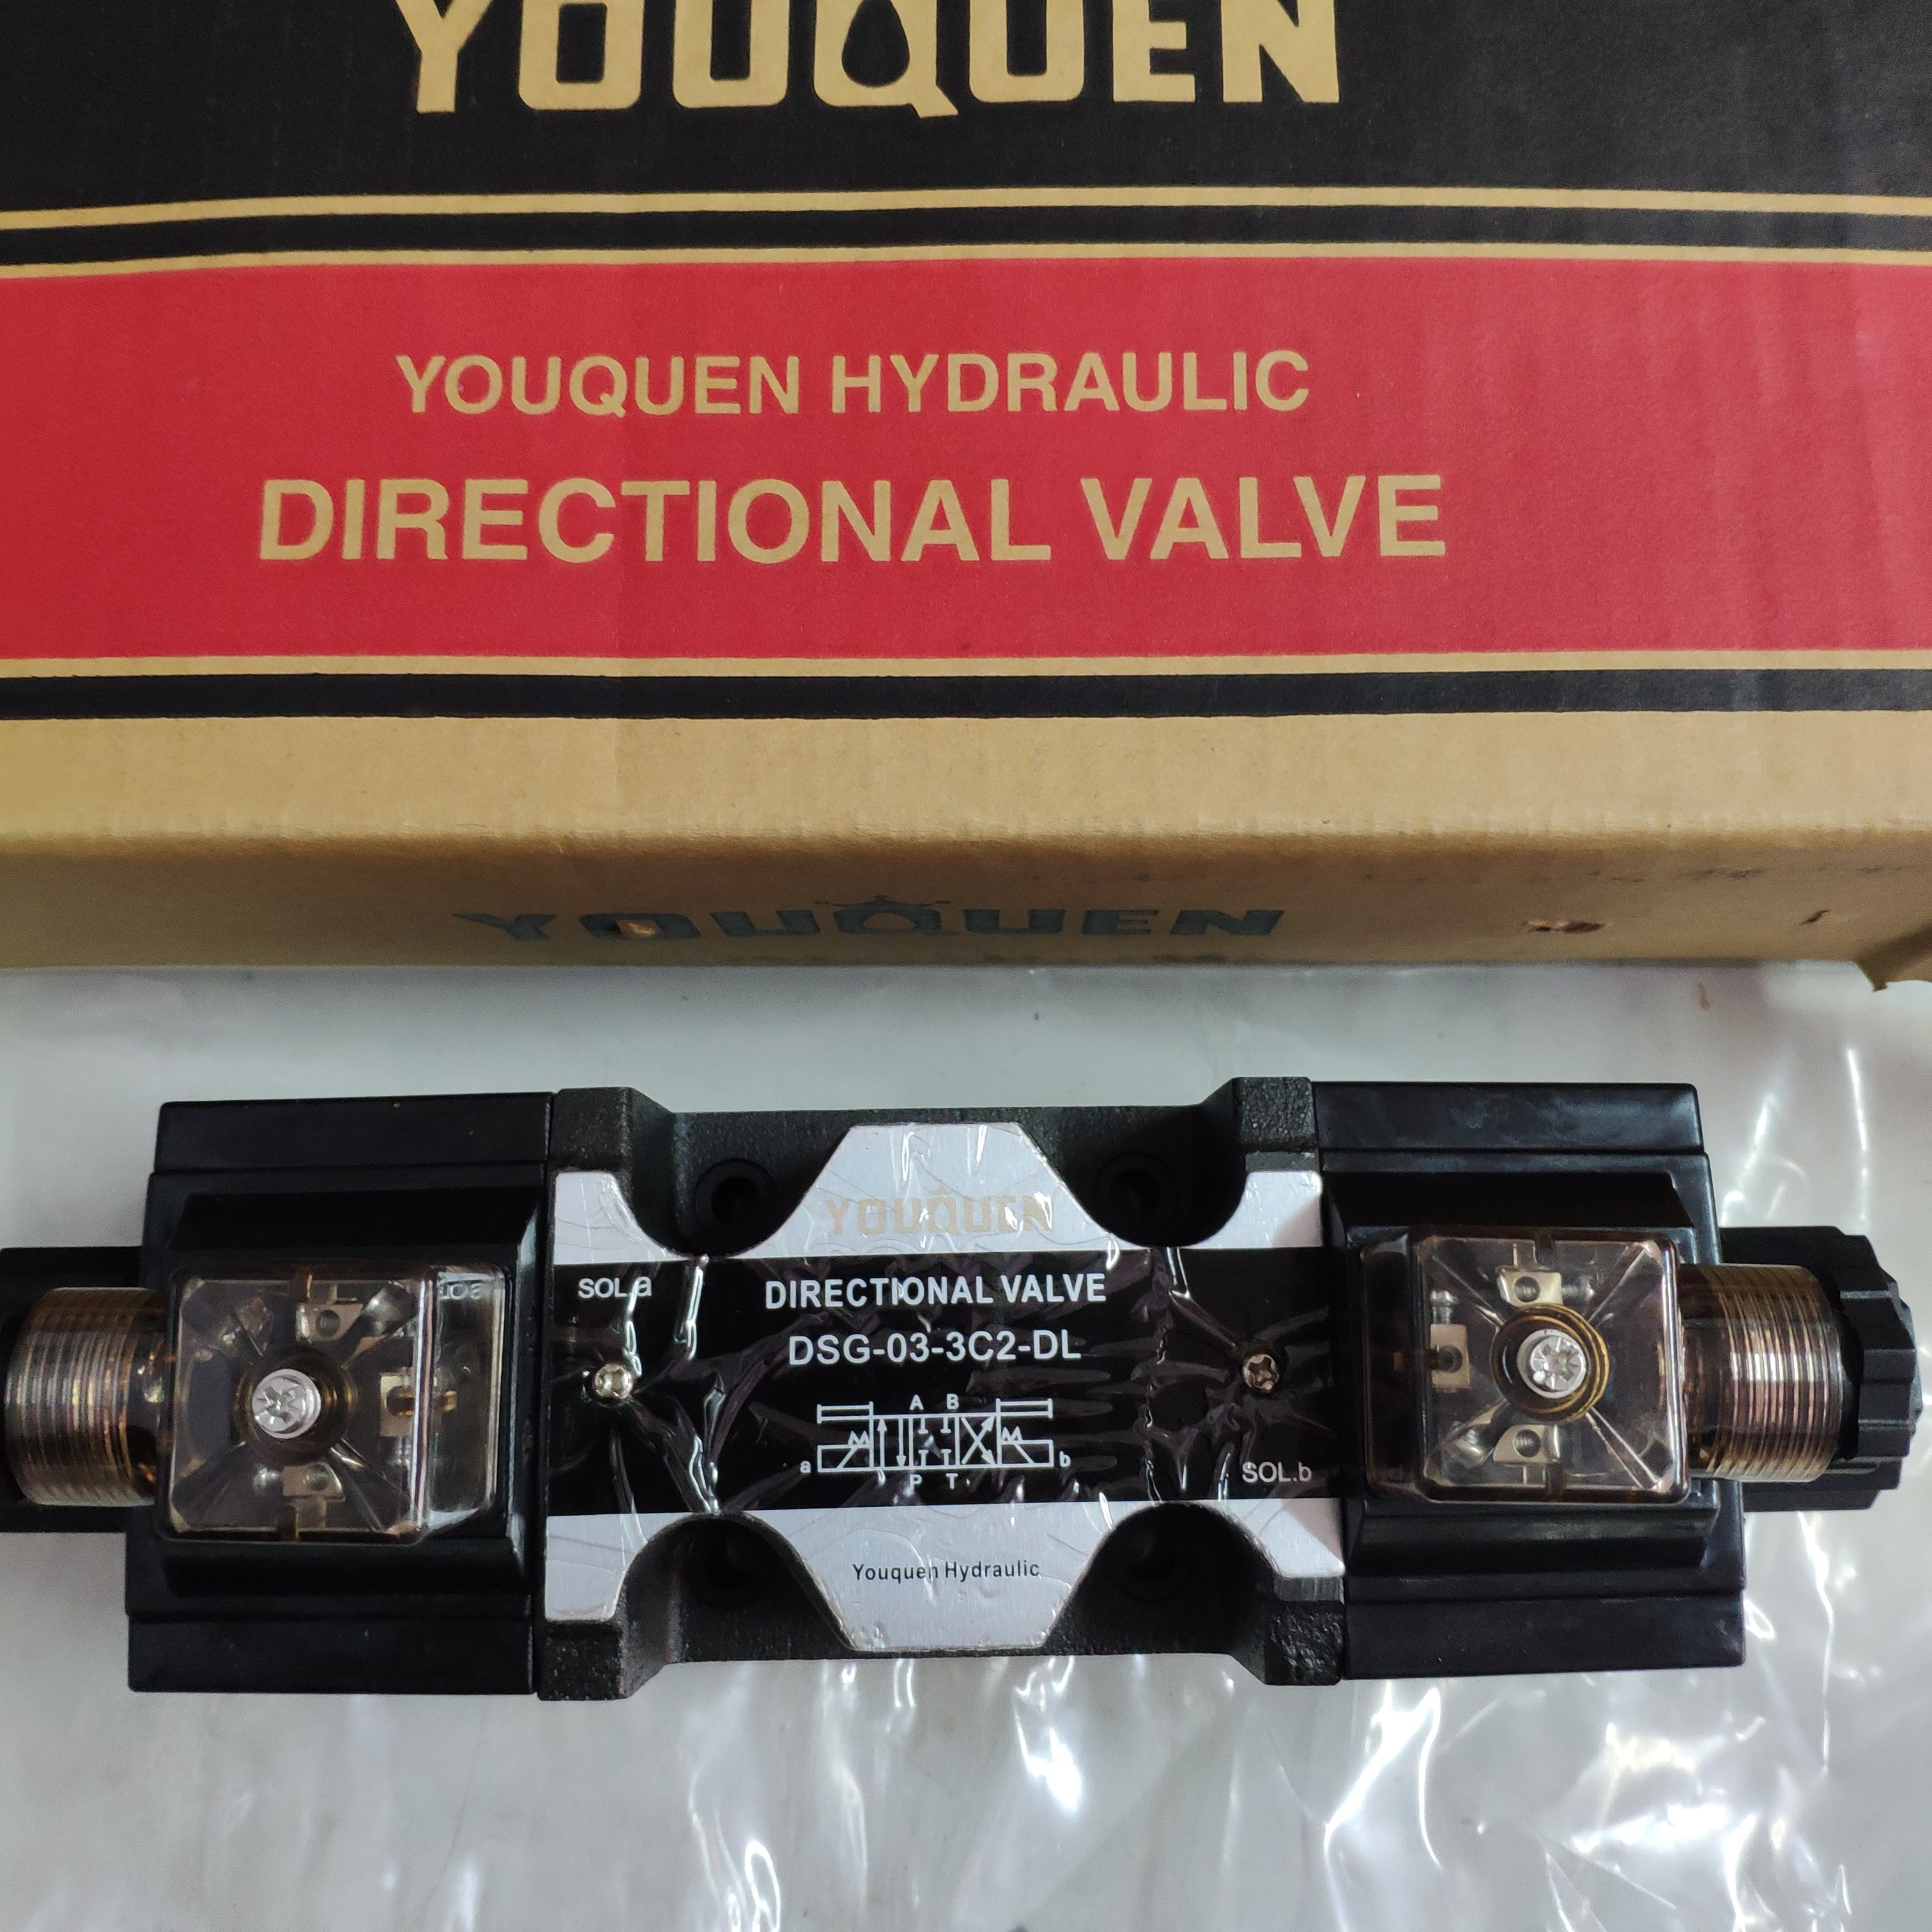 YOUQUEN
YOUQUEN HYDRAULIC
DIRECTIONAL VALVE
YOUQUEN
YOUQUEN
SOL.a
DIRECTIONAL VALVE
DSG-03-3C2-DL
A B
a
b
P T
SOL.b
Youquen Hydraulic